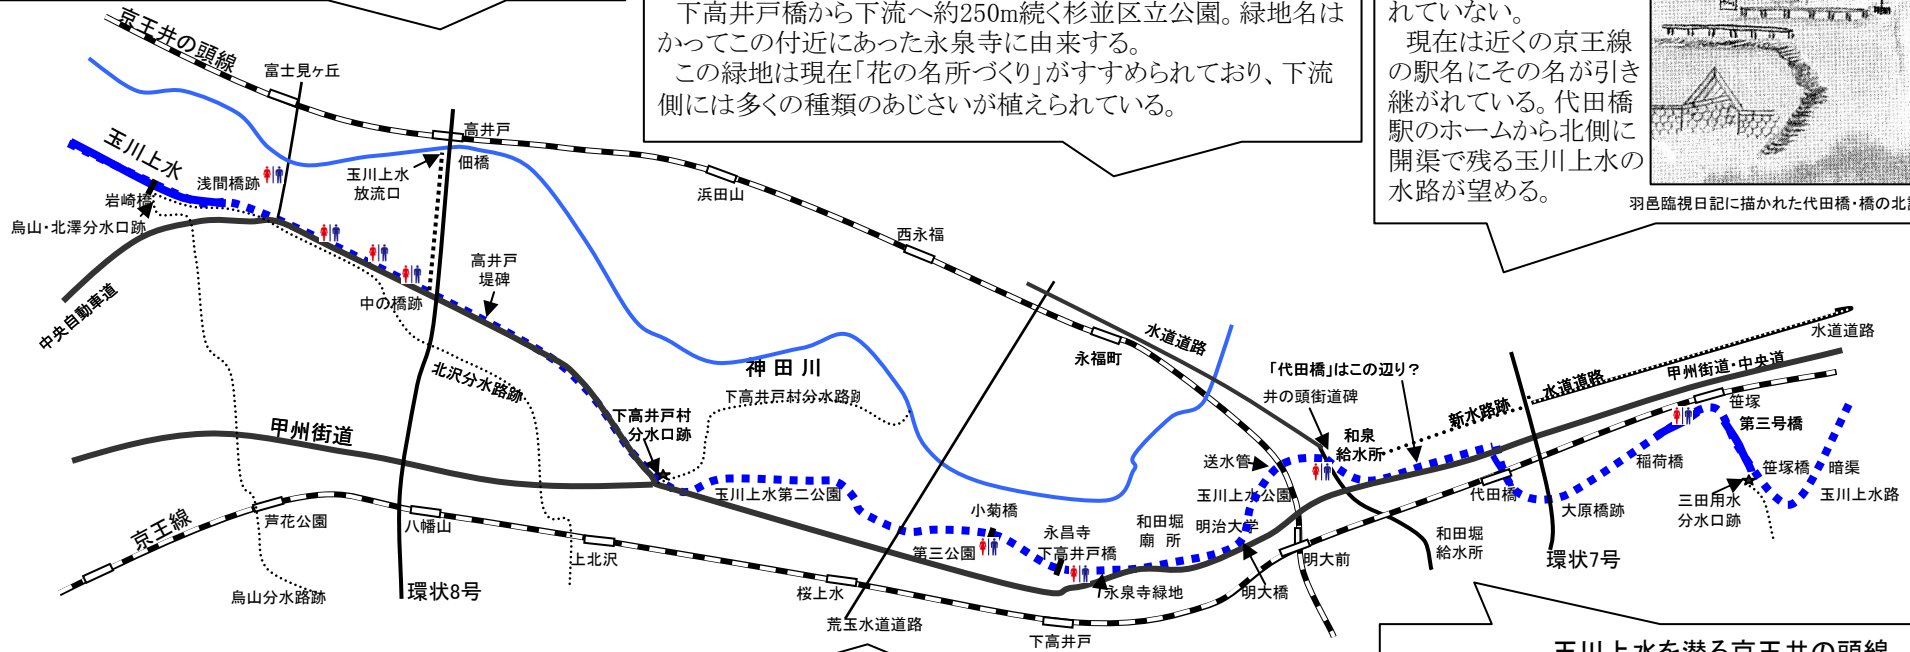 下高井戸橋から下流へ約250m続く杉並区立公園。緑地名は
かってこの付近にあった永泉寺に由来する。
この緑地は現在「花の名所づくり」がすすめられており、下流
側には多くの種類のあじさいが植えられている。
れていない。
現在は近くの京王線
の駅名にその名が引き
継がれている。代田橋
駅のホームから北側に
開渠で残る玉川上水の
水路が望める。
羽邑臨視日記に描かれた代田橋・橋の北詰
京王井の頭線
富士見ヶ丘
高井戸
佃橋
玉川上水
放流口
浜田山
西永福
永福町
水道道路
玉川上水
浅間橋跡
岩崎橋
烏山・北澤分水口跡
中央自動車道
中の橋跡
高井戸
堤碑
北沢分水路跡
神田川
下高井戸村分水路跡
下高井戸村
分水口跡
甲州街道
京王線
芦花公園
八幡山
上北沢
烏山分水路跡
環状8号
玉川上水第二公園
桜上水
荒玉水道道路
第三公園
小菊橋
永昌寺
下高井戸橋
下高井戸
永泉寺緑地
和田堀
廟所
明治大学
明大橋
明大前
玉川上水公園
送水管
「代田橋」はこの辺り?
井の頭街道碑
和泉
給水所
和田堀
給水所
新水路跡
水道道路
水道道路
甲州街道・中央道
代田橋
大原橋跡
環状7号
稲荷橋
笹塚
第三号橋
笹塚橋
三田用水
分水口跡
暗渠
玉川上水路
玉川上水を潜る京王井の頭線